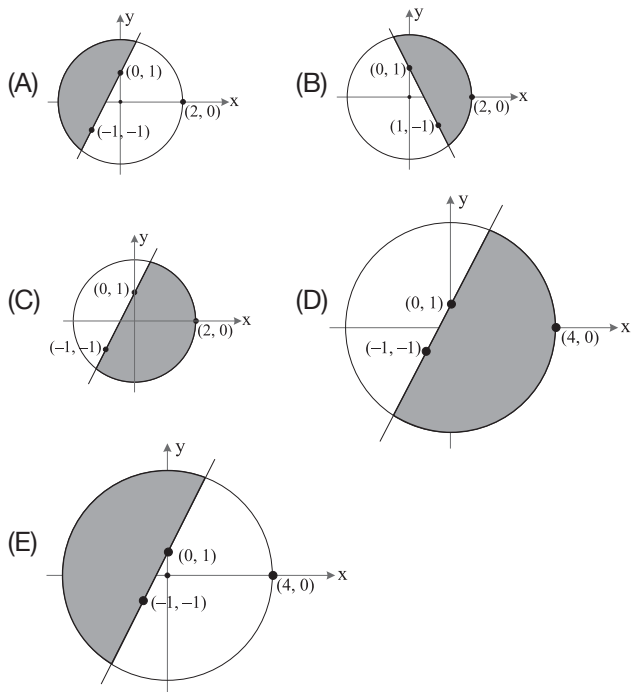 (A)
y
(0, 1)
x
(2, 0)
(–1, –1)
(B)
y
(0, 1)
x
(2, 0)
(1, –1)
(C)
y
(0, 1)
x
(2, 0)
(–1, –1)
(D)
y
(0, 1)
x
(–1, –1)
(4, 0)
(E)
y
(0, 1)
x
(4, 0)
(–1, –1)